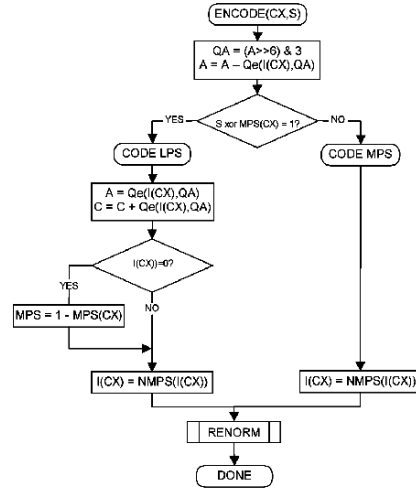 ENCODE(CX,S)
QA = (A>>6) & 3
A = A – Qe(I(CX),QA)
S xor MPS(CX) = 1?
YES
NO
CODE LPS
CODE MPS
A = Qe(I(CX),QA)
C = C + Qe(I(CX),QA)
I(CX))=0?
YES
NO
MPS = 1 - MPS(CX)
I(CX) = NMPS(I(CX))
I(CX) = NMPS(I(CX))
RENORM
DONE